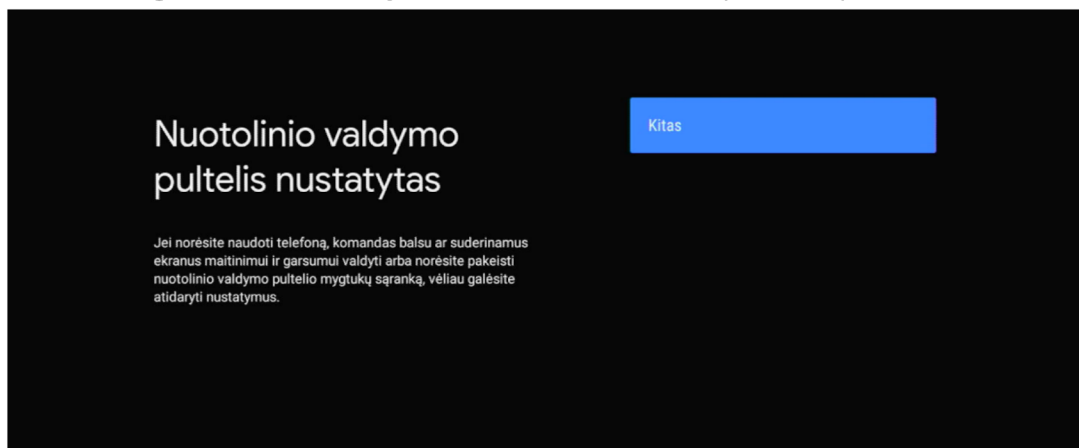 Nuotolinio valdymo
pultelis nustatytas
Jei norėsite naudoti telefoną, komandas balsu ar suderinamus
ekranus maitinimui ir garsumui valdyti arba norėsite pakeisti
nuotolinio valdymo pultelio mygtukų sąranką, vėliau galėsite
atidaryti nustatymus.
Kitas